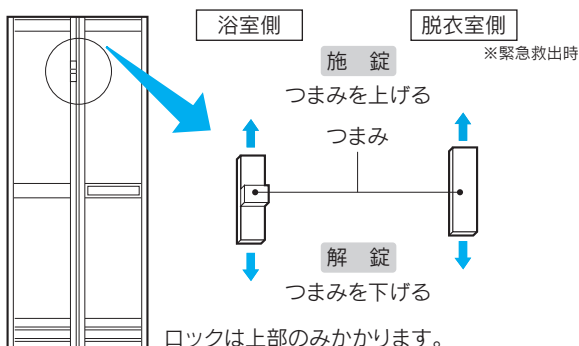 浴室側
脱衣室側
※緊急救出時
施 錠
つまみを上げる
つまみ
解 錠
つまみを下げる
ロックは上部のみかかります。